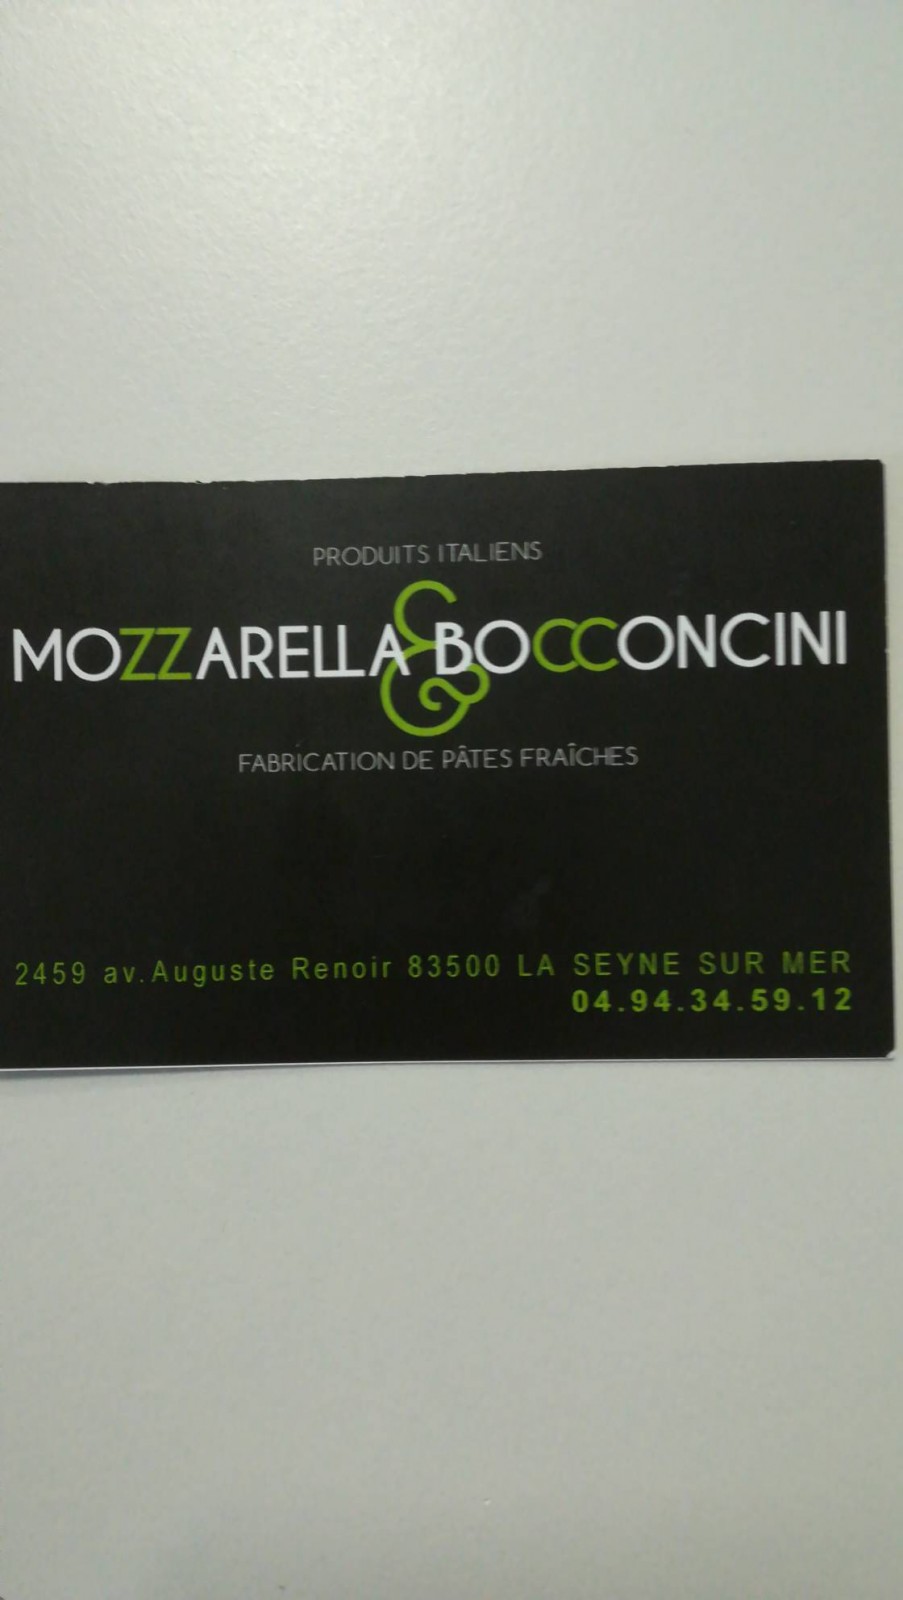 PRODUITS ITALIENS
MOZZARELLA & BOCCONCINI
FABRICATION DE PÂTES FRAÎCHES
2459 av.Auguste Renoir 83500 LA SEYNE SUR MER
04.94.34.59.12